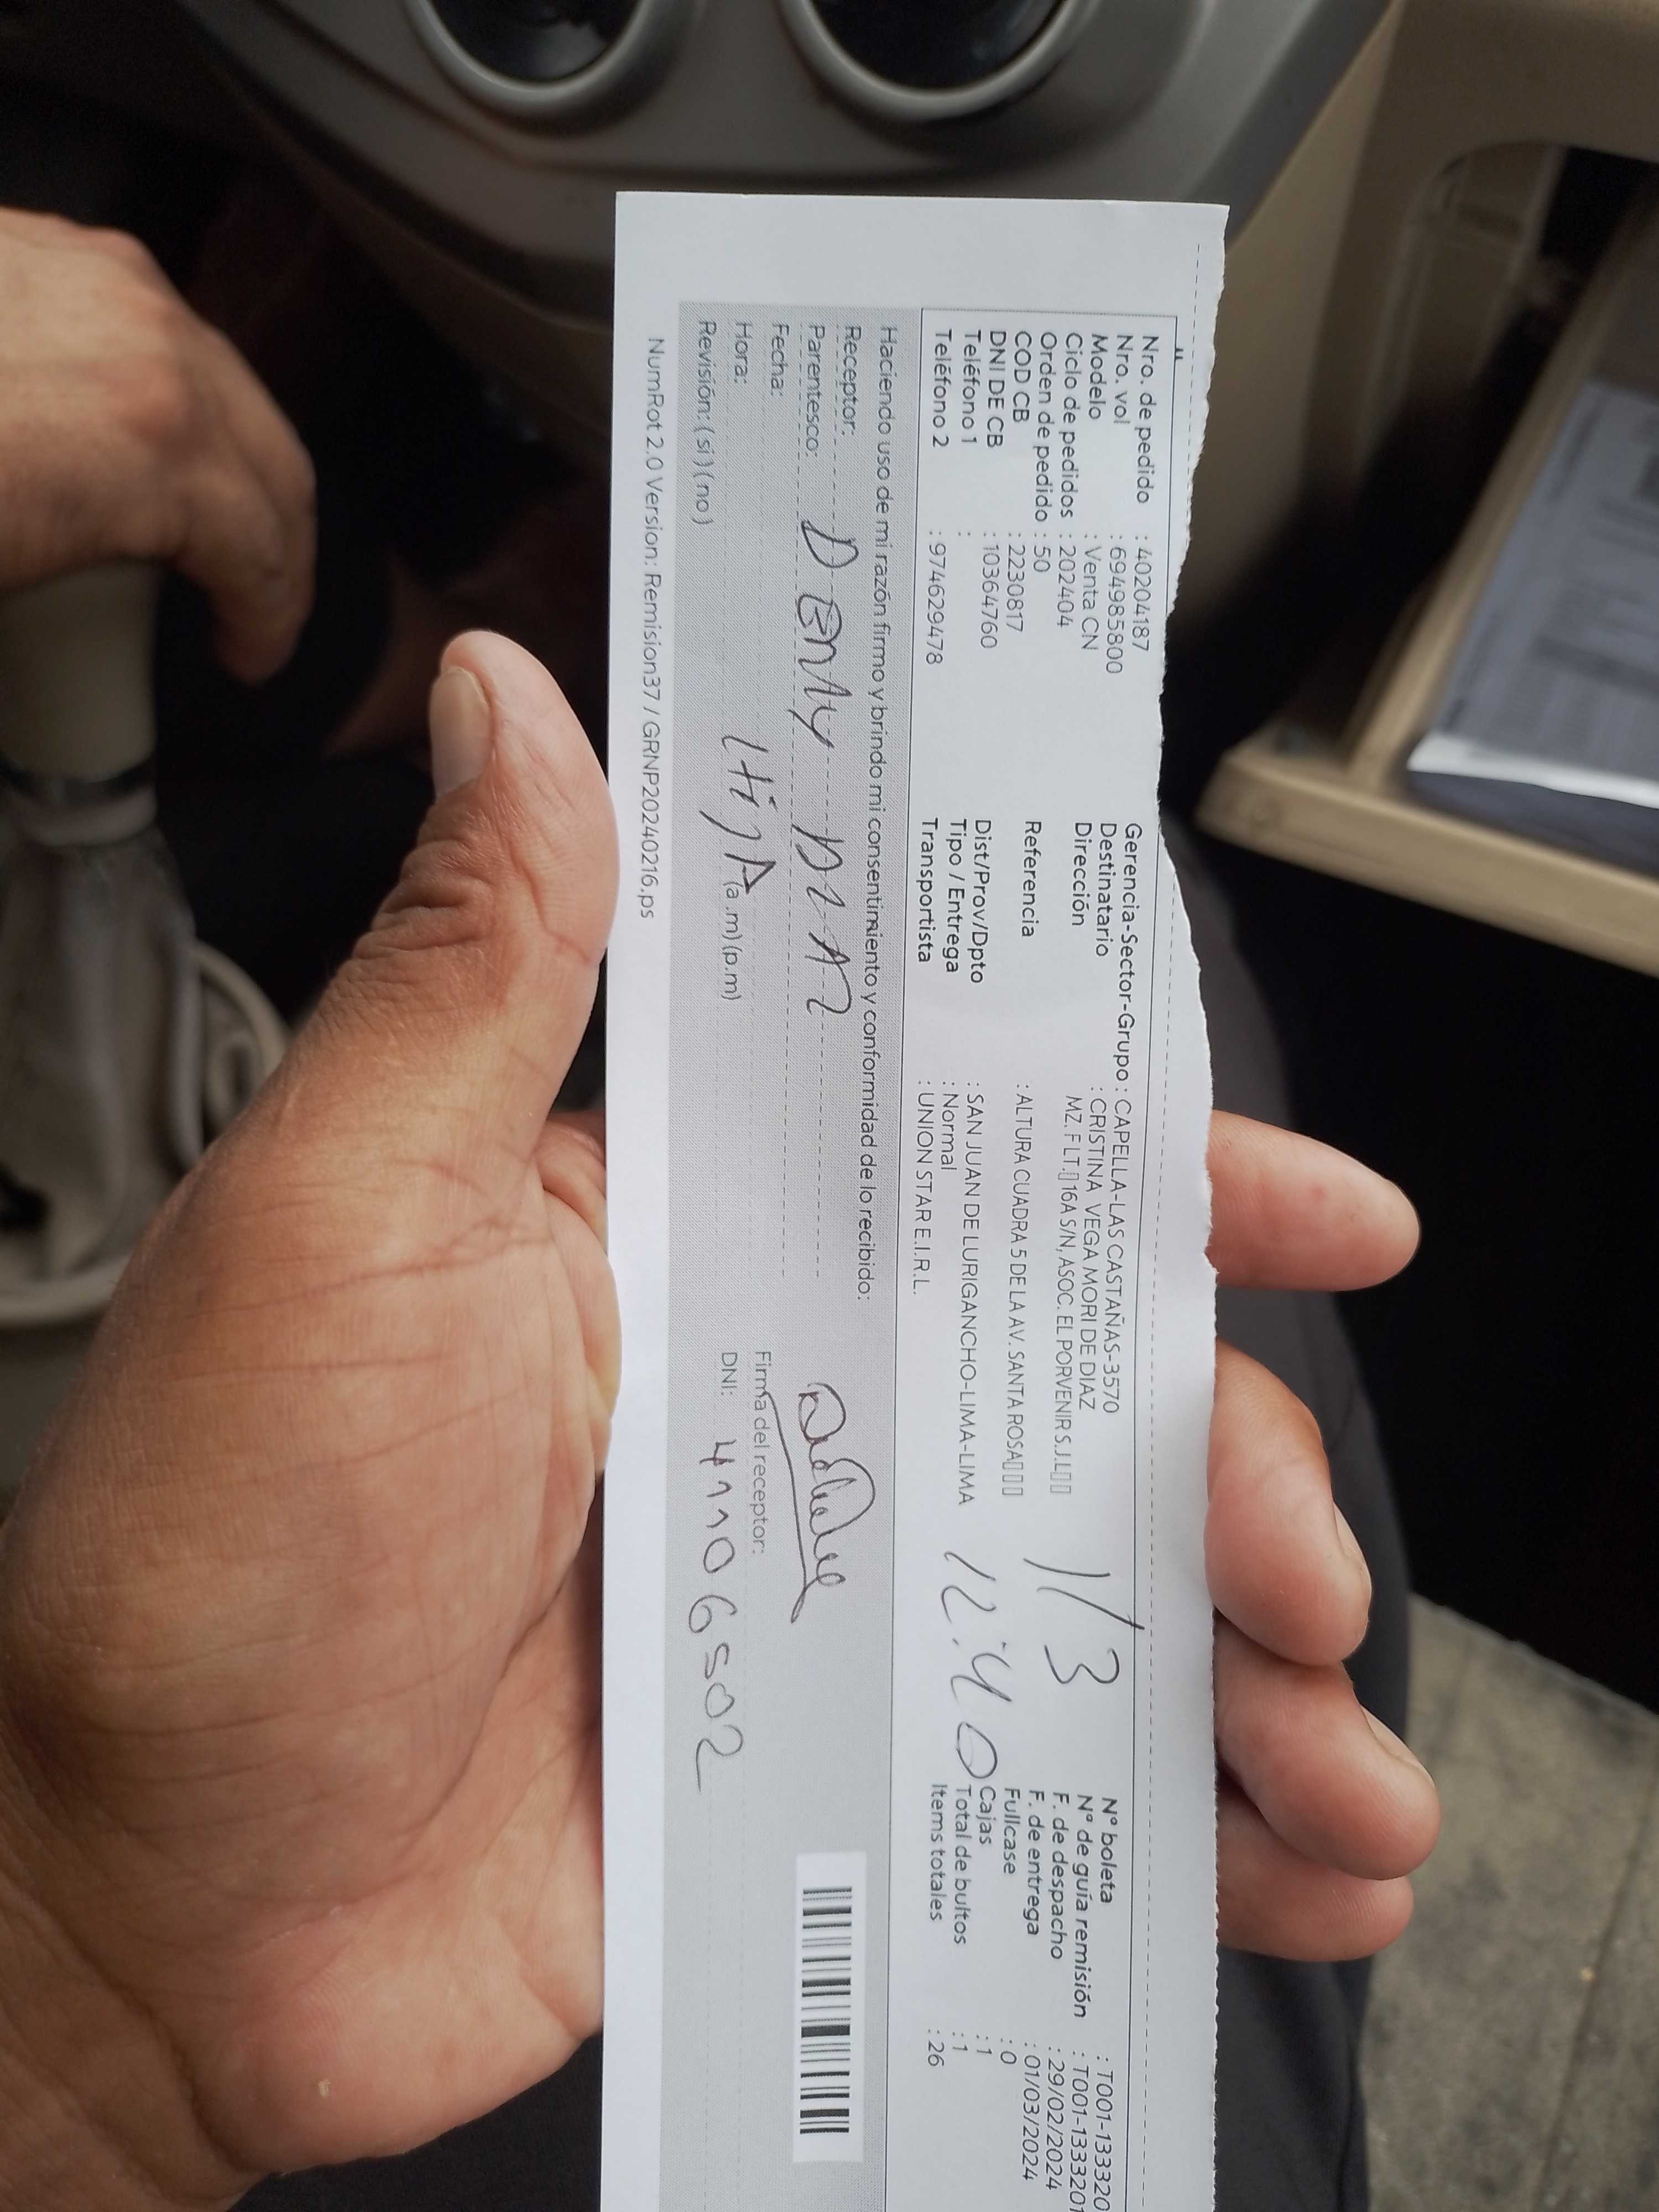 Nro. de pedido : 40204187
Nro. vol : 694985800
Modelo : Venta CN
Ciclo de pedidos : 202404
Orden de pedido : 50
COD CB : 2230817
DNI DE CB : 10364760
Teléfono 1 :
Teléfono 2 : 974629478
Gerencia-Sector-Grupo : CAPELLA-LAS CASTAÑAS-3570
Destinatario : CRISTINA VEGA MORI DE DIAZ
Dirección MZ. F LT. 16A S/N, ASOC. EL PORVENIR S.J.L
Referencia : ALTURA CUADRA 5 DE LA AV. SANTA ROSA
Dist/Prov/Dpto : SAN JUAN DE LURIGANCHO-LIMA-LIMA
Tipo / Entrega : Normal
Transportista : UNION STAR E.I.R.L.
1/3
12:40
N° boleta : T001-133320
N° de guia remisión : T001-1333201
F. de despacho : 29/02/2024
F. de entrega : 01/03/2024
Fullcase : 0
Cajas : 1
Total de bultos : 1
Items totales : 26
Haciendo uso de mi razón firmo y brindo mi consentimiento y conformidad de lo recibido:
Receptor:
Parentesco:
Fecha:
Hora: HijA (a.m) (p.m)
Revisión: ( si ) ( no )
Firma del receptor:
DNI: 41106502
NumRot 2.0 Version: Remision37 / GRNP20240216.ps